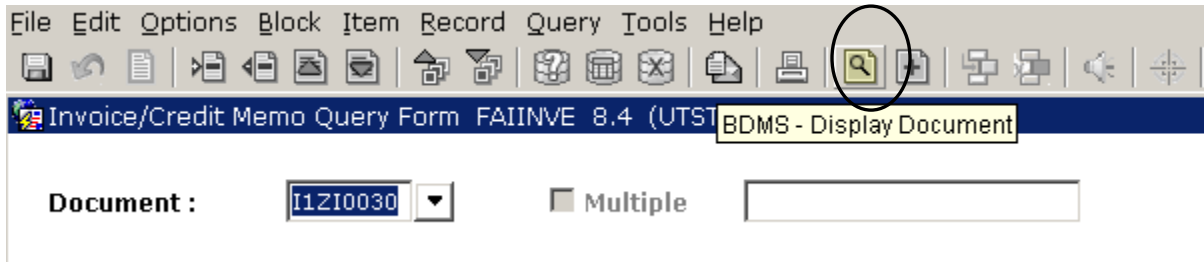 File Edit Options Block Item Record Query Tools Help
Invoice/Credit Memo Query Form FAIINVE 8.4 (UTST
BDMS - Display Document
Document : I1ZI0030 Multiple